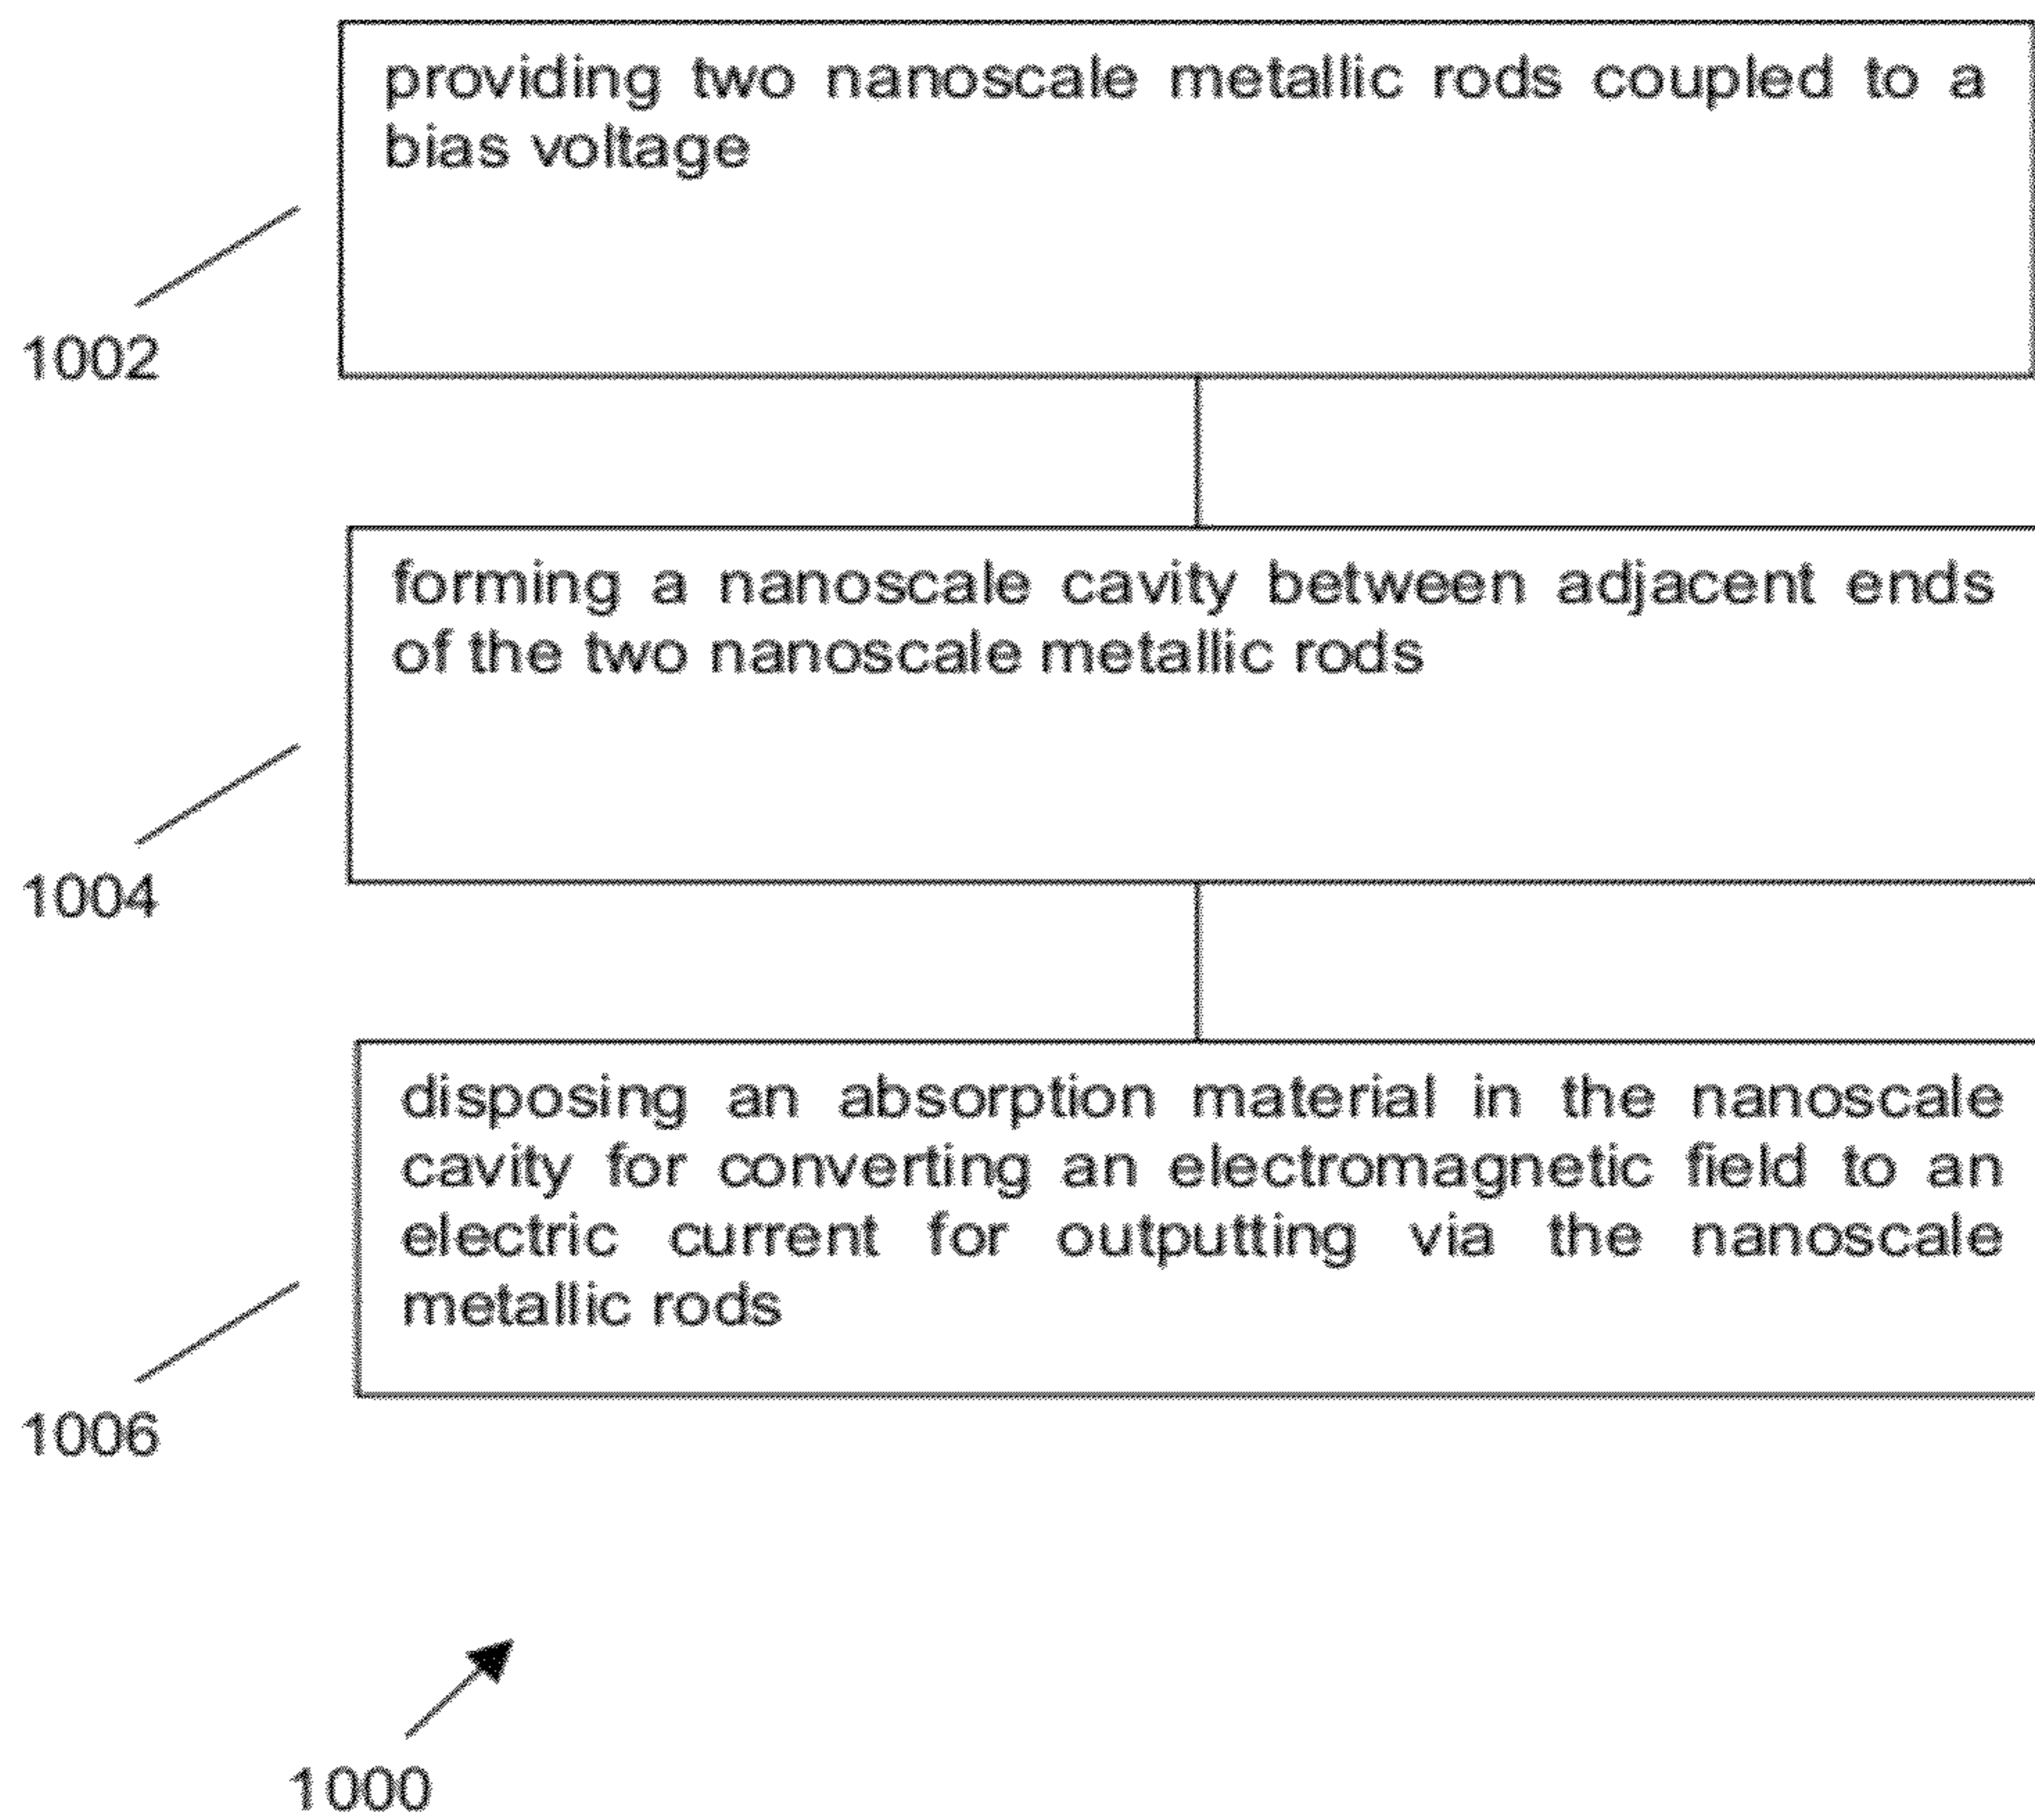 providing two nanoscale metallic rods coupled to a
bias voltage
1002
forming a nanoscale cavity between adjacent ends
of the two nanoscale metallic rods
1004
disposing an absorption material in the nanoscale
cavity for converting an electromagnetic field to an
electric current for outputting via the nanoscale
metallic rods
1006
1000